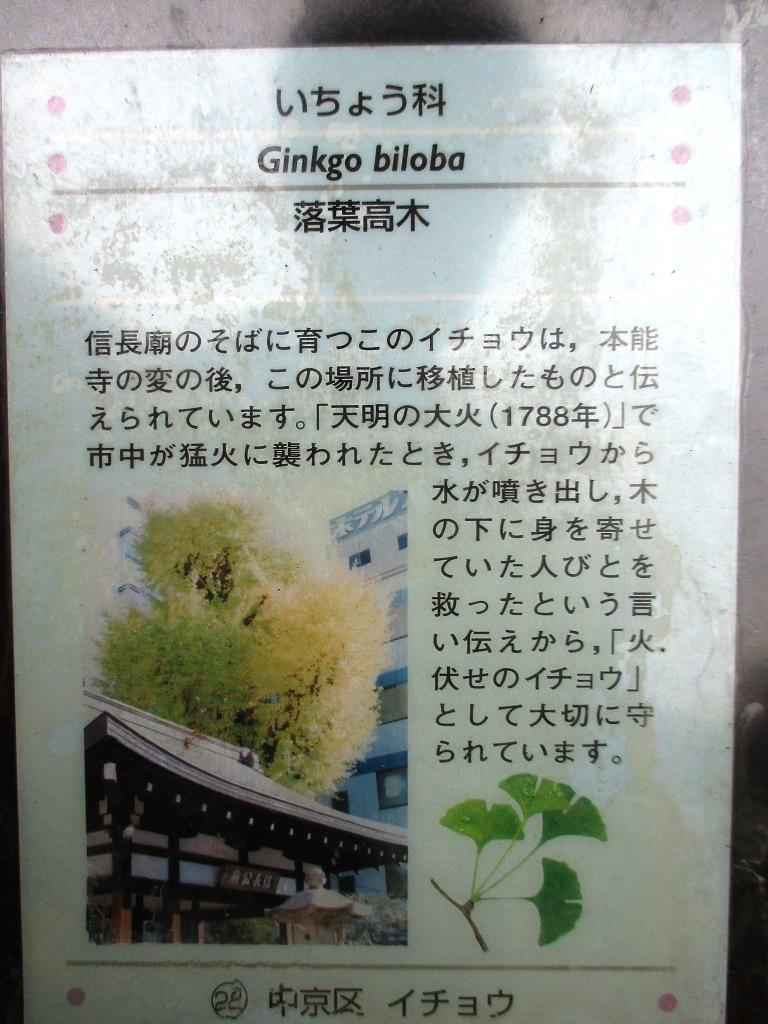 いちょう科
Ginkgo biloba
落葉高木
信長廟のそばに育つこのイチョウは，本能
寺の変の後，この場所に移植したものと伝
えられています。「天明の大火（1788年）」で
市中が猛火に襲われたとき，イチョウから
水が噴き出し，木
の下に身を寄せ
ていた人びとを
救ったという言
い伝えから，「火
伏せのイチョウ」
として大切に守
られています。
ホテル
信長公廟
中京区 イチョウ